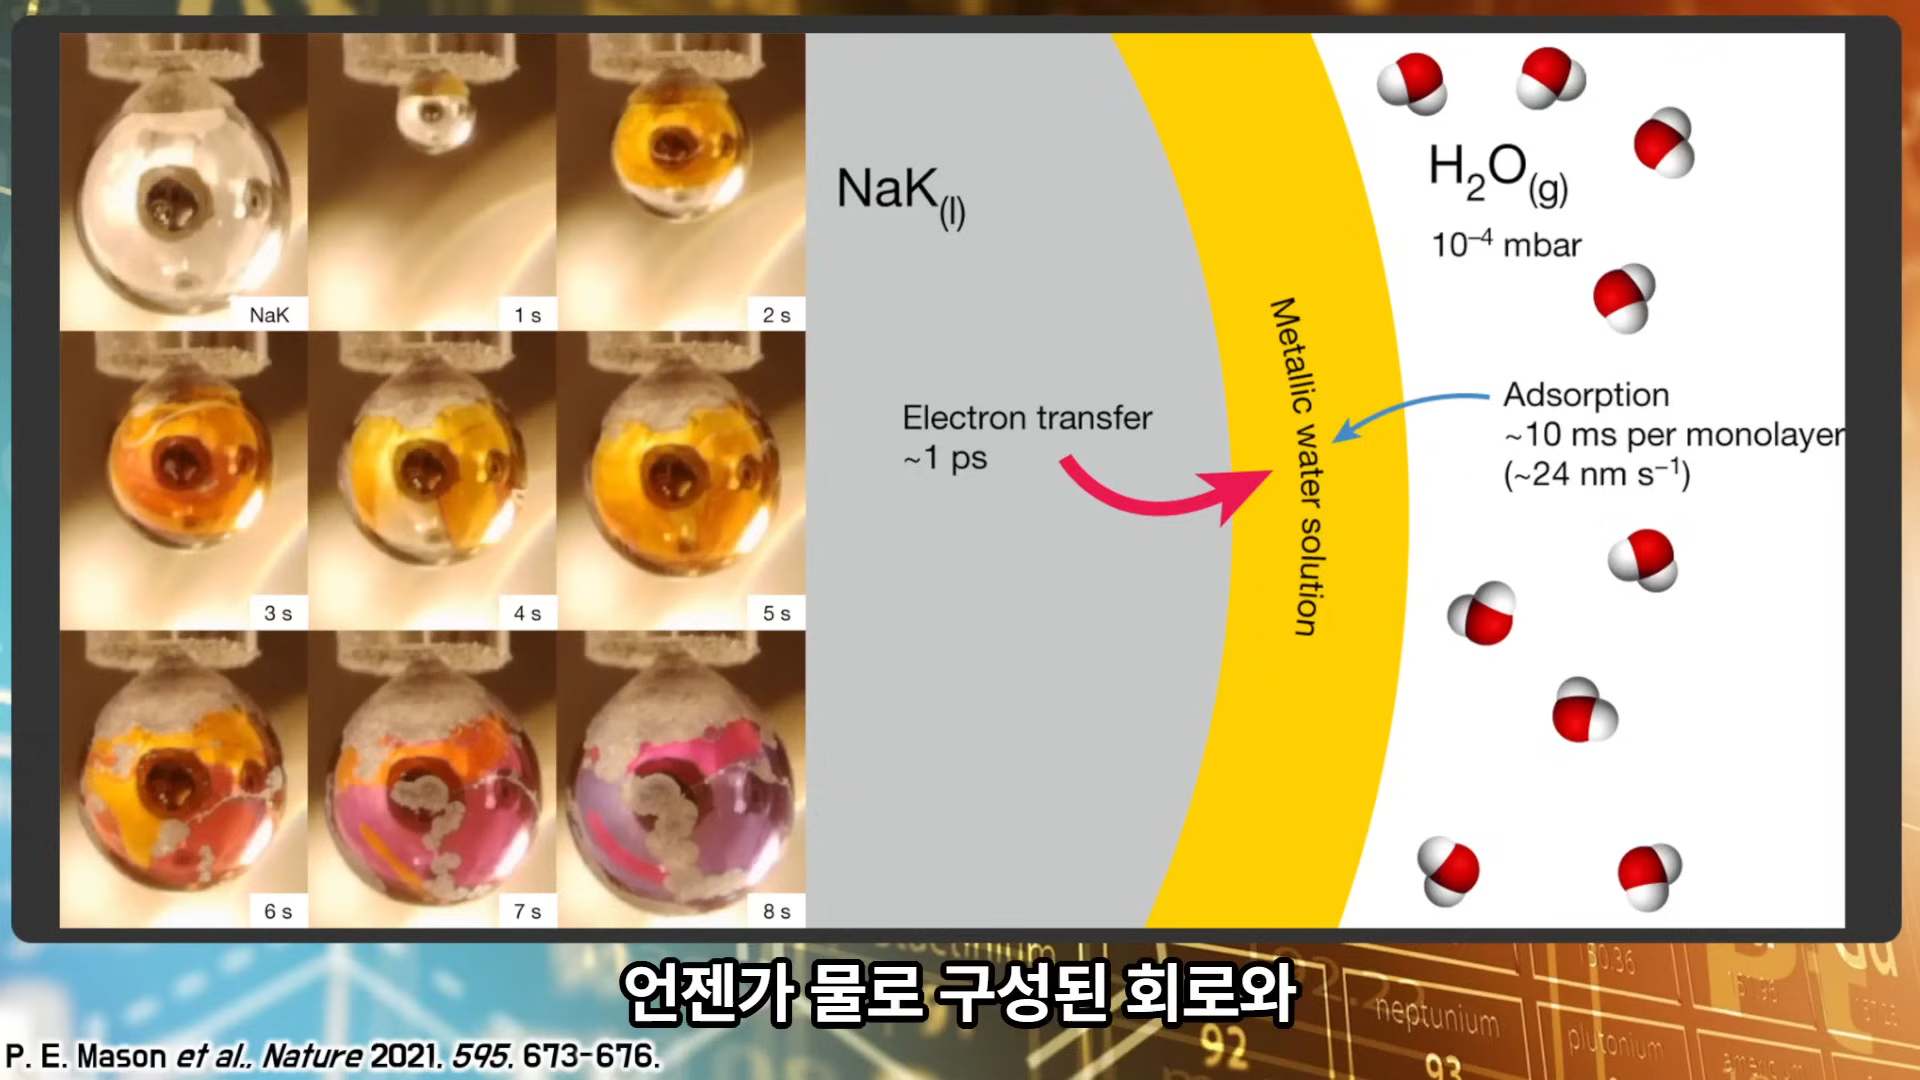 NaK
1 s
2 s
3 s
4 s
5 s
6 s
7 s
8 s
NaK(l)
Electron transfer
~1 ps
Metallic water solution
H2O(g)
10–4 mbar
Adsorption
~10 ms per monolayer
(~24 nm s–1)
언젠가 물로 구성된 회로와
P. E. Mason et al., Nature 2021, 595, 673-676.
neptunium
plutonium
92
93